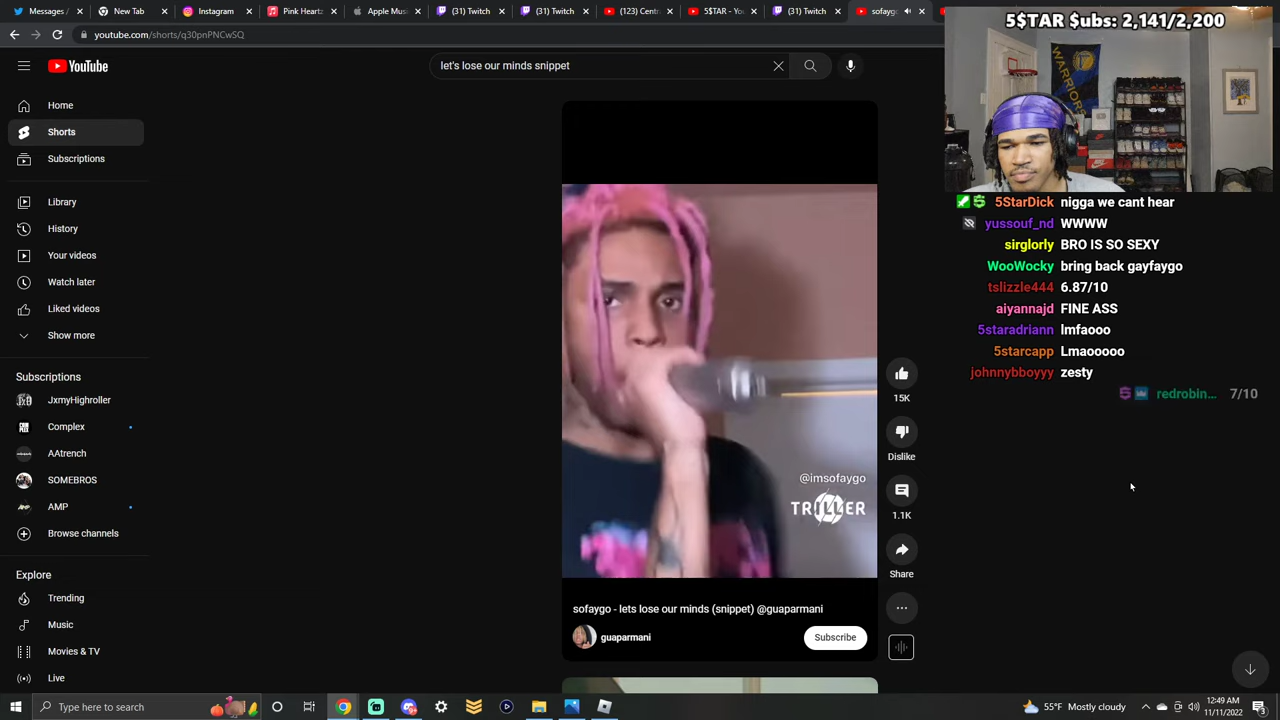 Messages /
New Tab
Instagram
Pink Heartz
Apple Mus
(31) Twitch
(31) Twitch
(123) Centr
5$TAR - Yo
(31) Twitch
sofaygo
youtube.com/shorts/q30pnPNCwSQ
5$TAR $ubs: 2,141/2,200
YouTube
let's lose our minds snippet
WARRIORS
Home
Shorts
Subscriptions
Library
History
Your videos
Watch later
Liked videos
Show more
Subscriptions
JxmyHighroller
Complex
AAtrench
SOMEBROS
AMP
Browse channels
Explore
Trending
Music
Movies & TV
Live
@imsofaygo
TRILLER
15K
Dislike
1.1K
Share
sofaygo - lets lose our minds (snippet) @guaparmani
guaparmani
Subscribe
5StarDick nigga we cant hear
yussouf_nd WWWW
sirglorly BRO IS SO SEXY
WooWocky bring back gayfaygo
tslizzle444 6.87/10
aiyannajd FINE ASS
5staradriann lmfaooo
5starcapp Lmaooooo
johnnybboyyy zesty
redrobin... 7/10
Type here to search
55°F Mostly cloudy
12:49 AM
11/11/2022
3